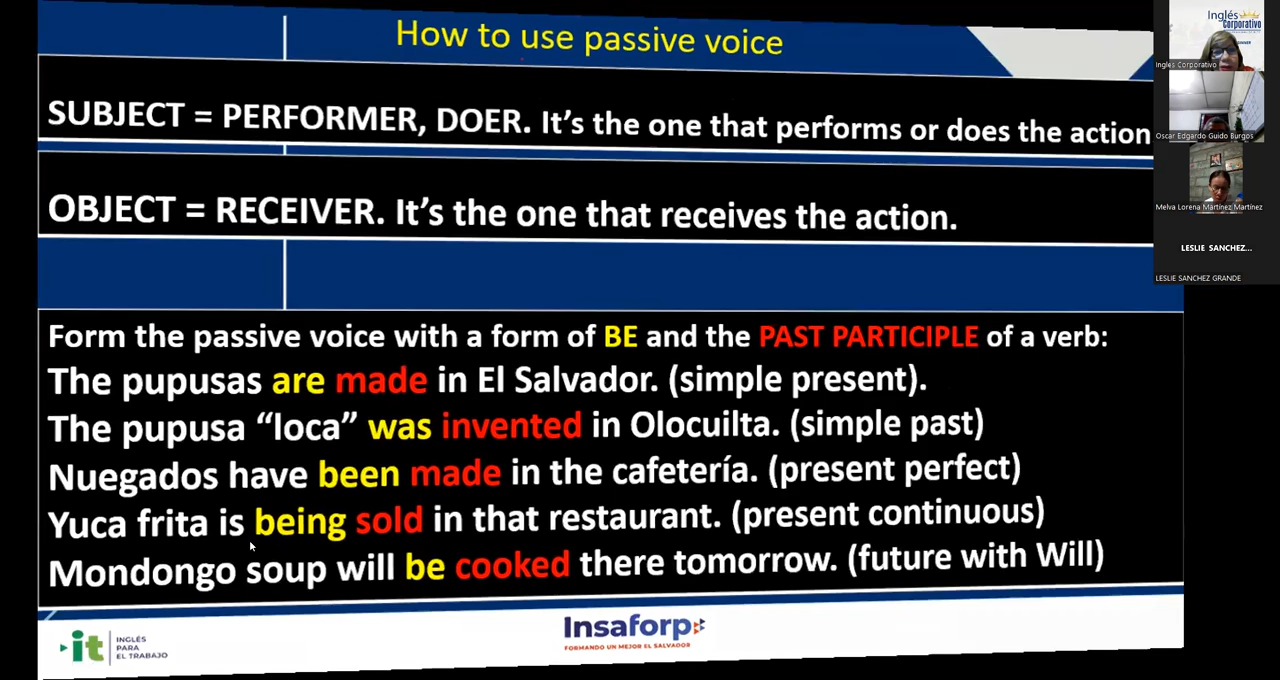 How to use passive voice
SUBJECT = PERFORMER, DOER. It's the one that performs or does the action
OBJECT = RECEIVER. It's the one that receives the action.
Form the passive voice with a form of BE and the PAST PARTICIPLE of a verb:
The pupusas are made in El Salvador. (simple present).
The pupusa “loca” was invented in Olocuilta. (simple past)
Nuegados have been made in the cafetería. (present perfect)
Yuca frita is being sold in that restaurant. (present continuous)
Mondongo soup will be cooked there tomorrow. (future with Will)
it
INGLÉS
PARA
EL TRABAJO
Insaforp
FORMANDO UN MEJOR EL SALVADOR
Inglés
Corporativo
Ingles Corporativo
Oscar Edgardo Guido Burgos
Melva Lorena Martínez Martínez
LESLIE SANCHEZ...
LESLIE SANCHEZ GRANDE